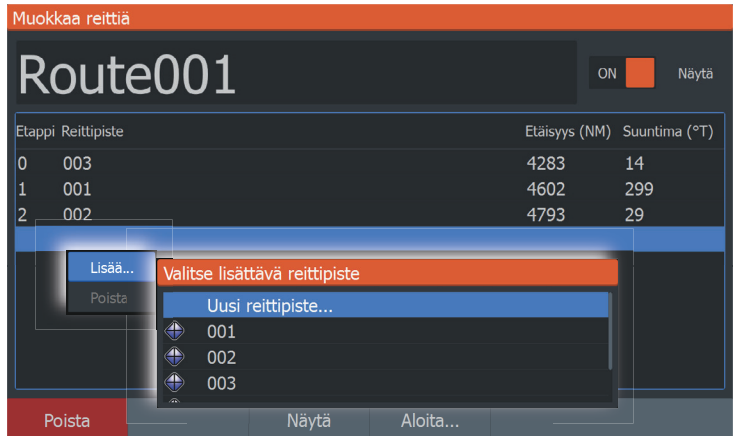 Muokkaa reittiä
Route001
ON Näytä
Etappi Reittipiste Etäisyys (NM) Suuntima (°T)
0 003 4283 14
1 001 4602 299
2 002 4793 29
Lisää...
Poista
Valitse lisättävä reittipiste
Uusi reittipiste...
001
002
003
Poista Näytä Aloita...